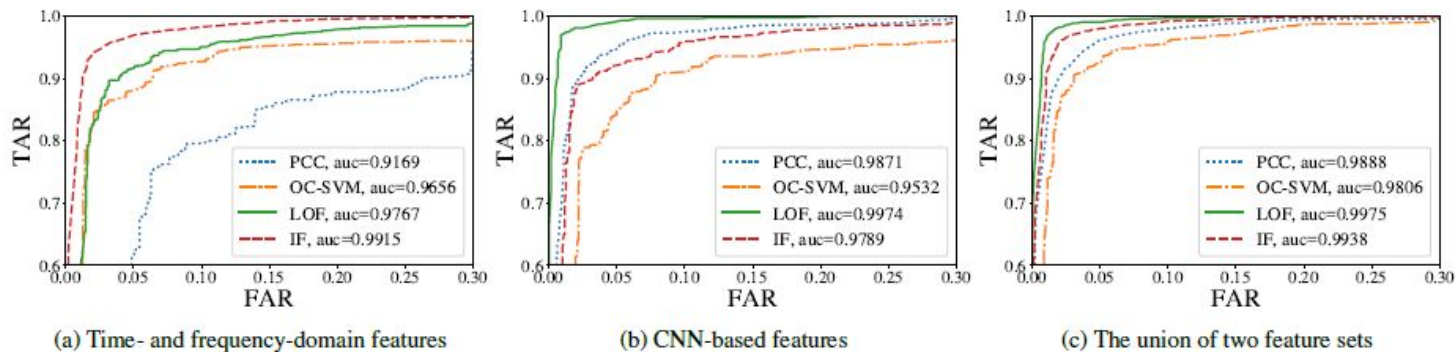 1.0
0.9
0.8
0.7
0.6
TAR
PCC, auc=0.9169
OC-SVM, auc=0.9656
LOF, auc=0.9767
IF, auc=0.9915
0.00 0.05 0.10 0.15 0.20 0.25 0.30
FAR
(a) Time- and frequency-domain features
1.0
0.9
0.8
0.7
0.6
TAR
PCC, auc=0.9871
OC-SVM, auc=0.9532
LOF, auc=0.9974
IF, auc=0.9789
0.00 0.05 0.10 0.15 0.20 0.25 0.30
FAR
(b) CNN-based features
1.0
0.9
0.8
0.7
0.6
TAR
PCC, auc=0.9888
OC-SVM, auc=0.9806
LOF, auc=0.9975
IF, auc=0.9938
0.00 0.05 0.10 0.15 0.20 0.25 0.30
FAR
(c) The union of two feature sets